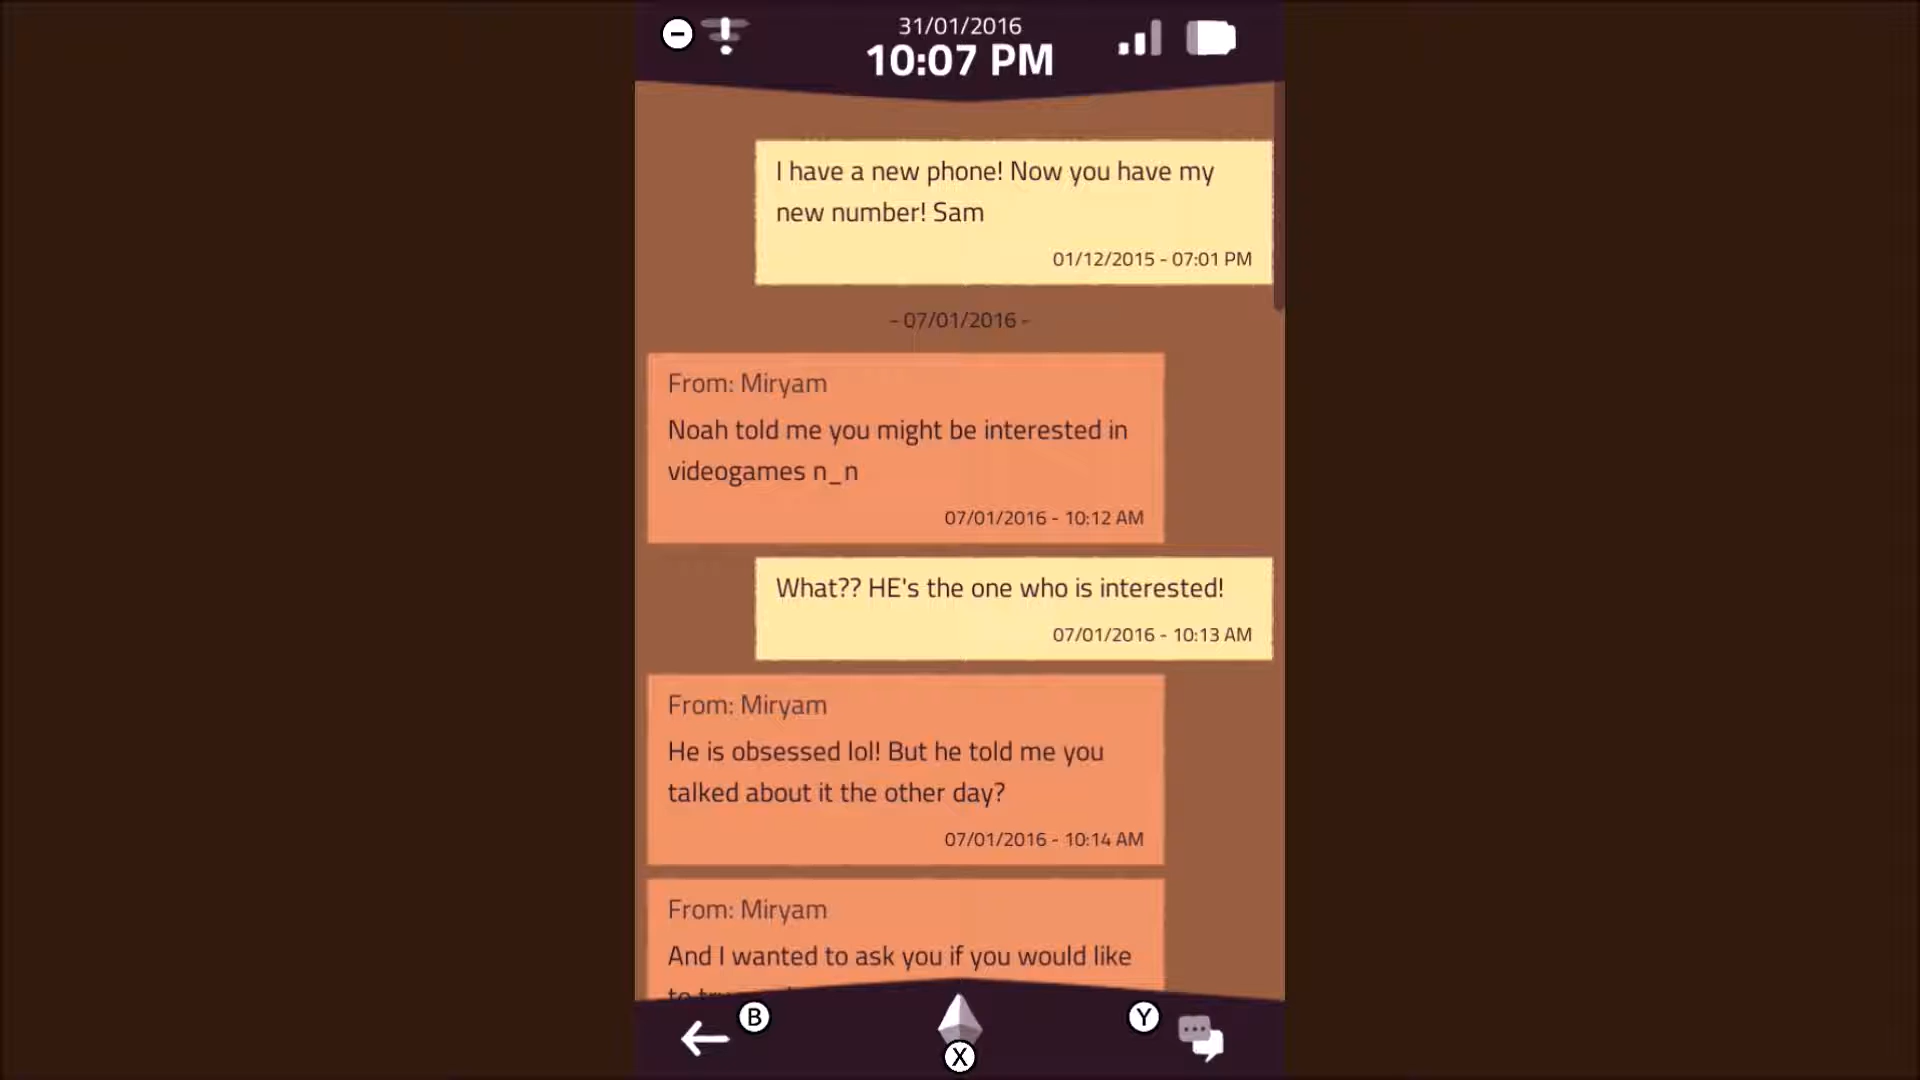 31/01/2016
10:07 PM
I have a new phone! Now you have my
new number! Sam
01/12/2015 - 07:01 PM
- 07/01/2016 -
From: Miryam
Noah told me you might be interested in
videogames n_n
07/01/2016 - 10:12 AM
What?? HE's the one who is interested!
07/01/2016 - 10:13 AM
From: Miryam
He is obsessed lol! But he told me you
talked about it the other day?
07/01/2016 - 10:14 AM
From: Miryam
And I wanted to ask you if you would like
to
B
Y
X